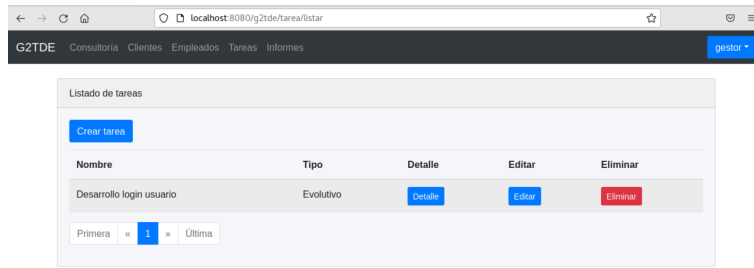 localhost:8080/g2tde/tarea/listar
G2TDE Consultoría Clientes Empleados Tareas Informes gestor
Listado de tareas
Crear tarea
Nombre Tipo Detalle Editar Eliminar
Desarrollo login usuario Evolutivo Detalle Editar Eliminar
Primera « 1 » Última